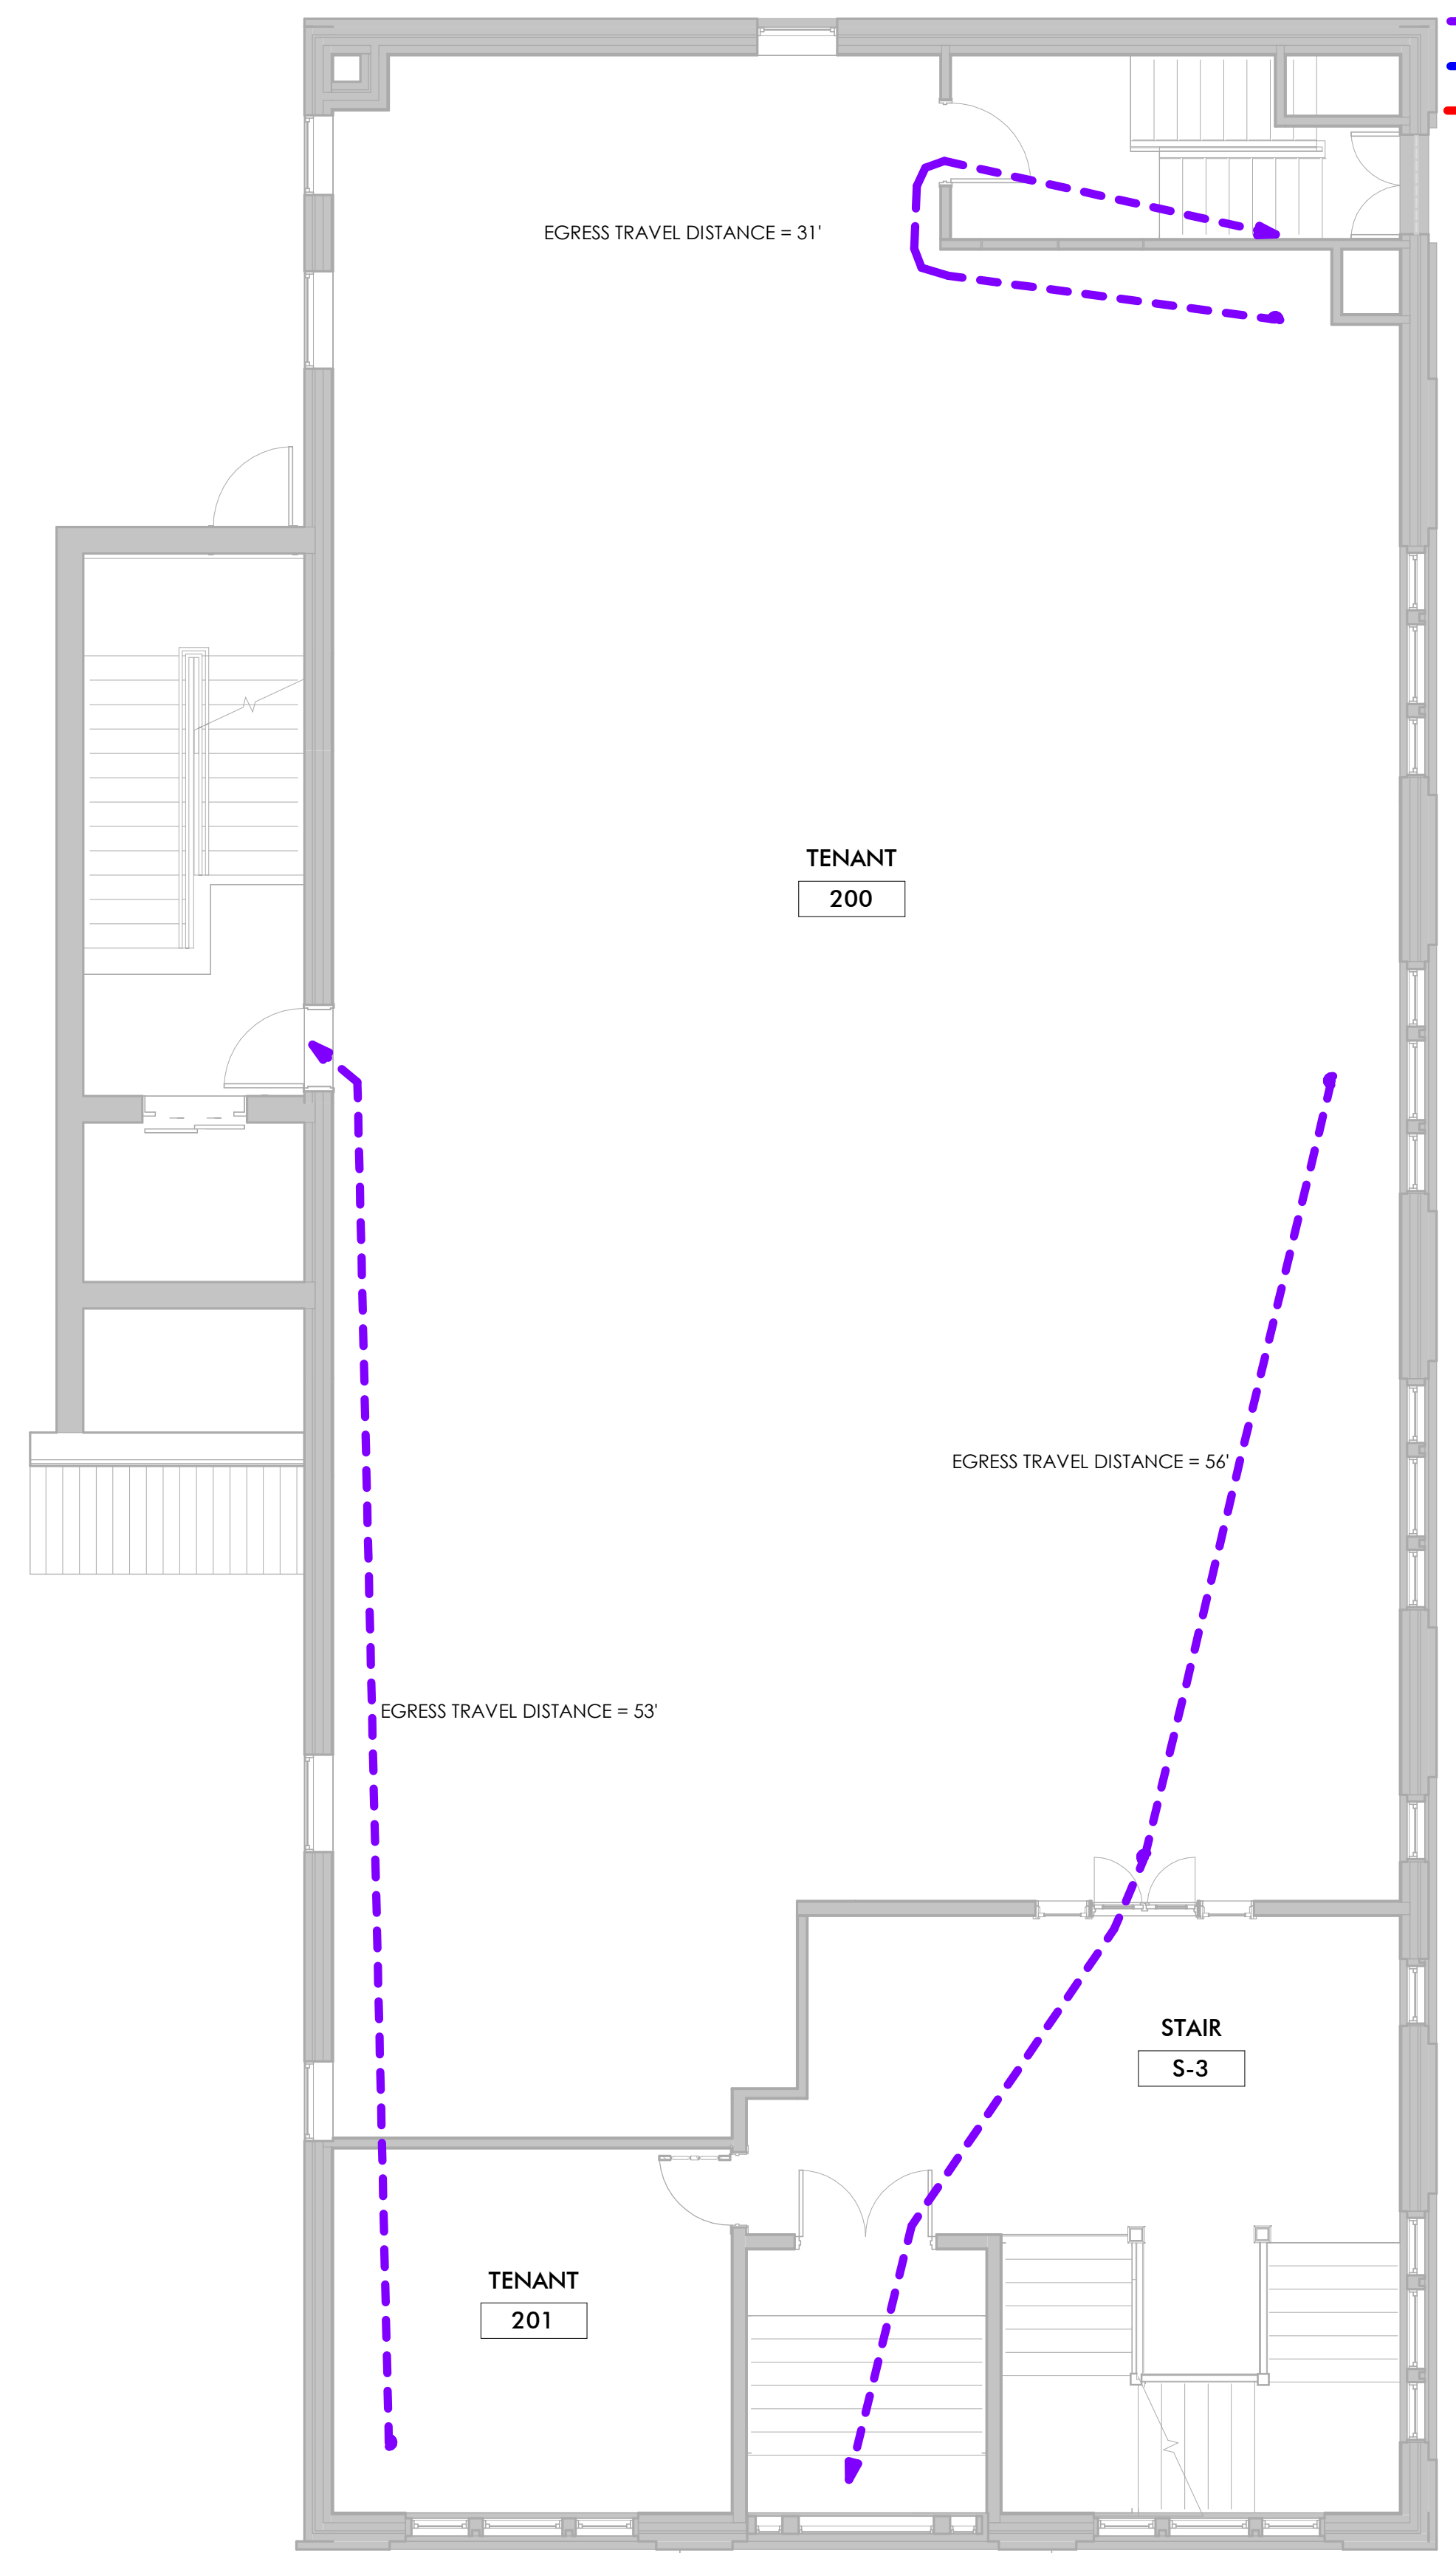 EGRESS TRAVEL DISTANCE = 31'
TENANT
200
EGRESS TRAVEL DISTANCE = 56'
EGRESS TRAVEL DISTANCE = 53'
STAIR
S-3
TENANT
201